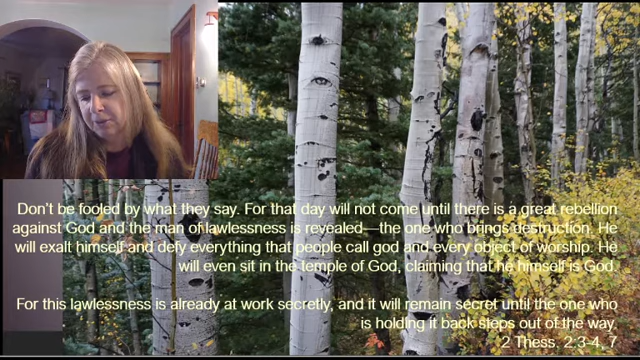 Don't be fooled by what they say. For that day will not come until there is a great rebellion
against God and the man of lawlessness is revealed—the one who brings destruction. He
will exalt himself and defy everything that people call god and every object of worship. He
will even sit in the temple of God, claiming that he himself is God.
For this lawlessness is already at work secretly, and it will remain secret until the one who
is holding it back steps out of the way.
2 Thess. 2:3-4, 7